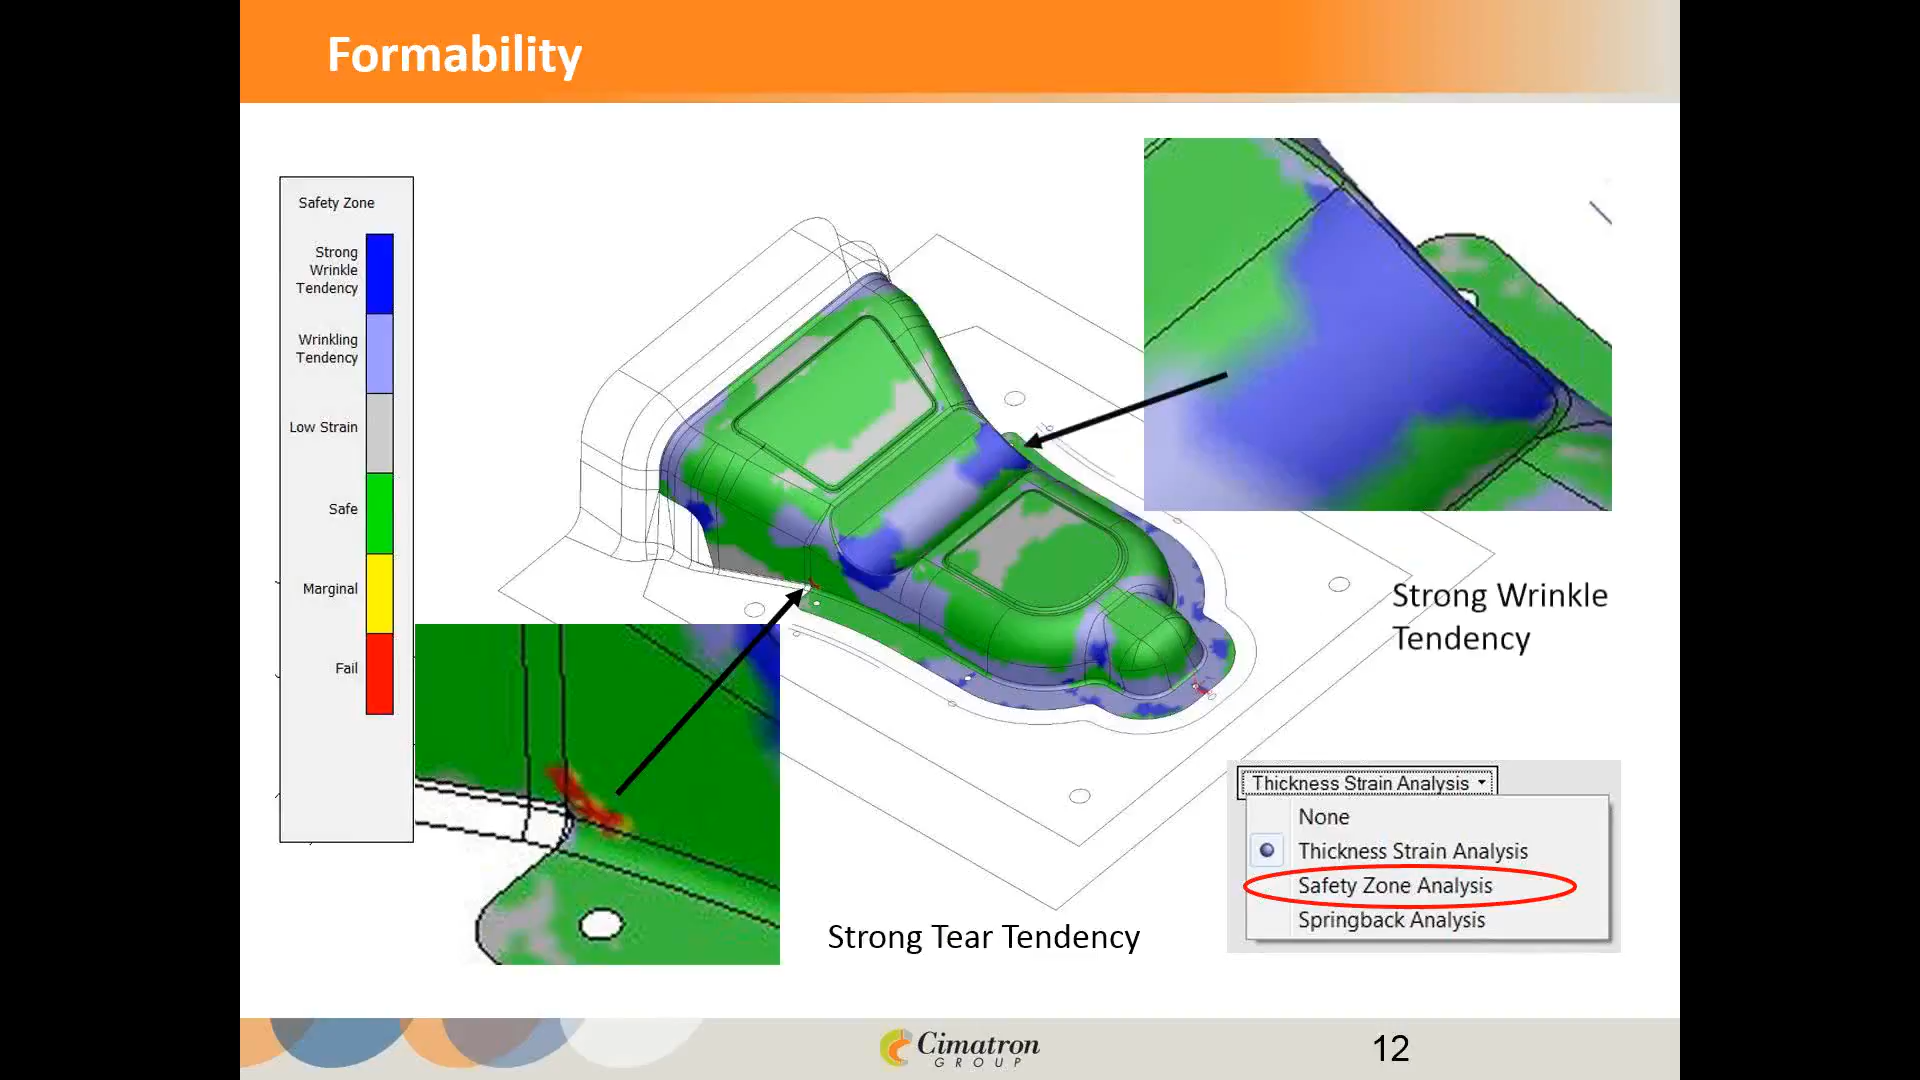 Formability
Safety Zone
Strong
Wrinkle
Tendency
Wrinkling
Tendency
Low Strain
Safe
Marginal
Fail
Strong Wrinkle
Tendency
Thickness Strain Analysis
None
Thickness Strain Analysis
Safety Zone Analysis
Springback Analysis
Strong Tear Tendency
Cimatron
GROUP
12